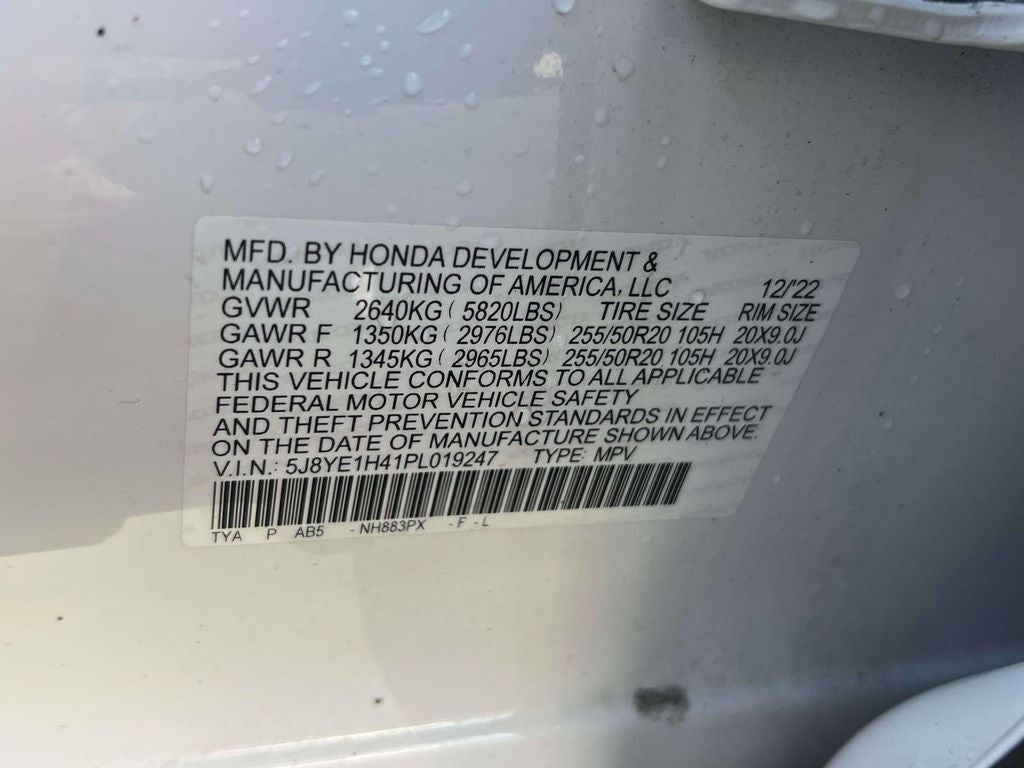 MFD. BY HONDA DEVELOPMENT &
MANUFACTURING OF AMERICA, LLC 12/'22
GVWR 2640KG ( 5820LBS) TIRE SIZE RIM SIZE
GAWR F 1350KG ( 2976LBS) 255/50R20 105H 20X9.0J
GAWR R 1345KG ( 2965LBS) 255/50R20 105H 20X9.0J
THIS VEHICLE CONFORMS TO ALL APPLICABLE
FEDERAL MOTOR VEHICLE SAFETY
AND THEFT PREVENTION STANDARDS IN EFFECT
ON THE DATE OF MANUFACTURE SHOWN ABOVE.
V.I.N.: 5J8YE1H41PL019247 TYPE: MPV
TYA P AB5 -NH883PX -F-L